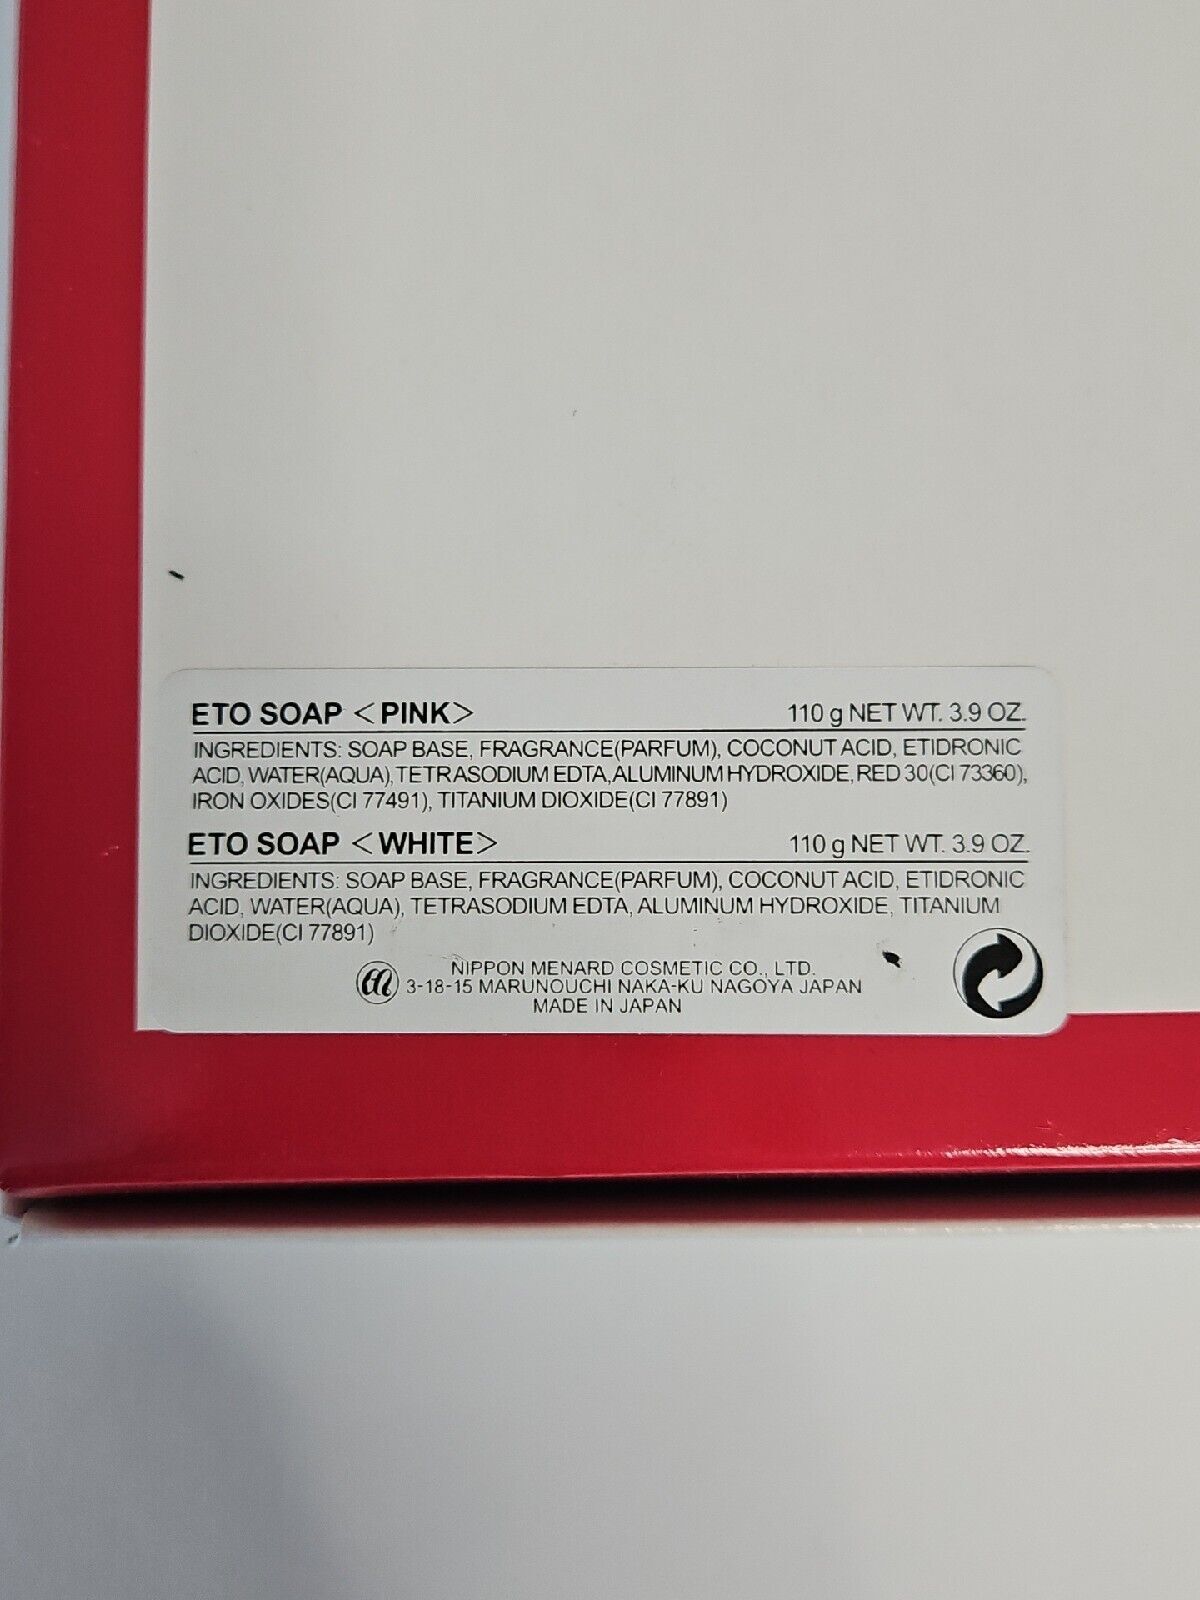 ETO SOAP <PINK> 110 g NET WT. 3.9 OZ.
INGREDIENTS: SOAP BASE, FRAGRANCE(PARFUM), COCONUT ACID, ETIDRONIC
ACID, WATER(AQUA), TETRASODIUM EDTA, ALUMINUM HYDROXIDE, RED 30(CI 73360),
IRON OXIDES(CI 77491), TITANIUM DIOXIDE(CI 77891)
ETO SOAP <WHITE> 110 g NET WT. 3.9 OZ.
INGREDIENTS: SOAP BASE, FRAGRANCE(PARFUM), COCONUT ACID, ETIDRONIC
ACID, WATER(AQUA), TETRASODIUM EDTA, ALUMINUM HYDROXIDE, TITANIUM
DIOXIDE(CI 77891)
NIPPON MENARD COSMETIC CO., LTD.
3-18-15 MARUNOUCHI NAKA-KU NAGOYA JAPAN
MADE IN JAPAN